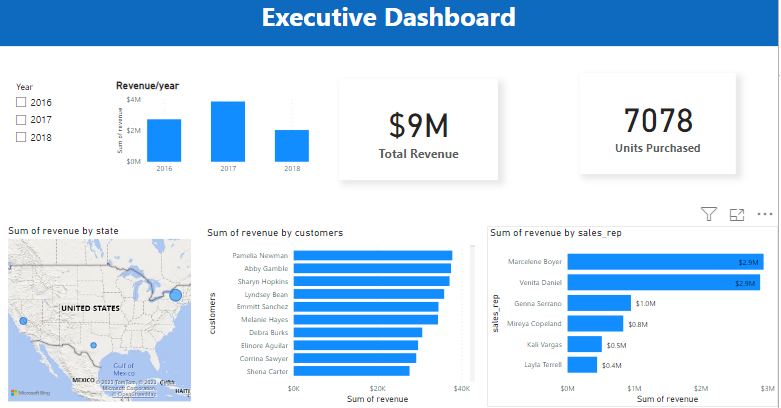 Executive Dashboard
Year
2016
2017
2018
Revenue/year
Sum of revenue
$4M
$2M
$0M
2016 2017 2018
$9M
Total Revenue
7078
Units Purchased
Sum of revenue by state
UNITED STATES
Gulf of
Mexico
MEXICO
HAITI
Microsoft Bing
© 2023 TomTom, © 2023
Microsoft Corporation,
© OpenStreetMap
Sum of revenue by customers
customers
Pamelia Newman
Abby Gamble
Sharyn Hopkins
Lyndsey Bean
Emmitt Sanchez
Melanie Hayes
Debra Burks
Elinore Aguilar
Corrina Sawyer
Shena Carter
$0K $20K $40K
Sum of revenue
Sum of revenue by sales_rep
sales_rep
Marcelene Boyer $2.9M
Venita Daniel $2.9M
Genna Serrano $1.0M
Mireya Copeland $0.8M
Kali Vargas $0.5M
Layla Terrell $0.4M
$0M $1M $2M $3M
Sum of revenue